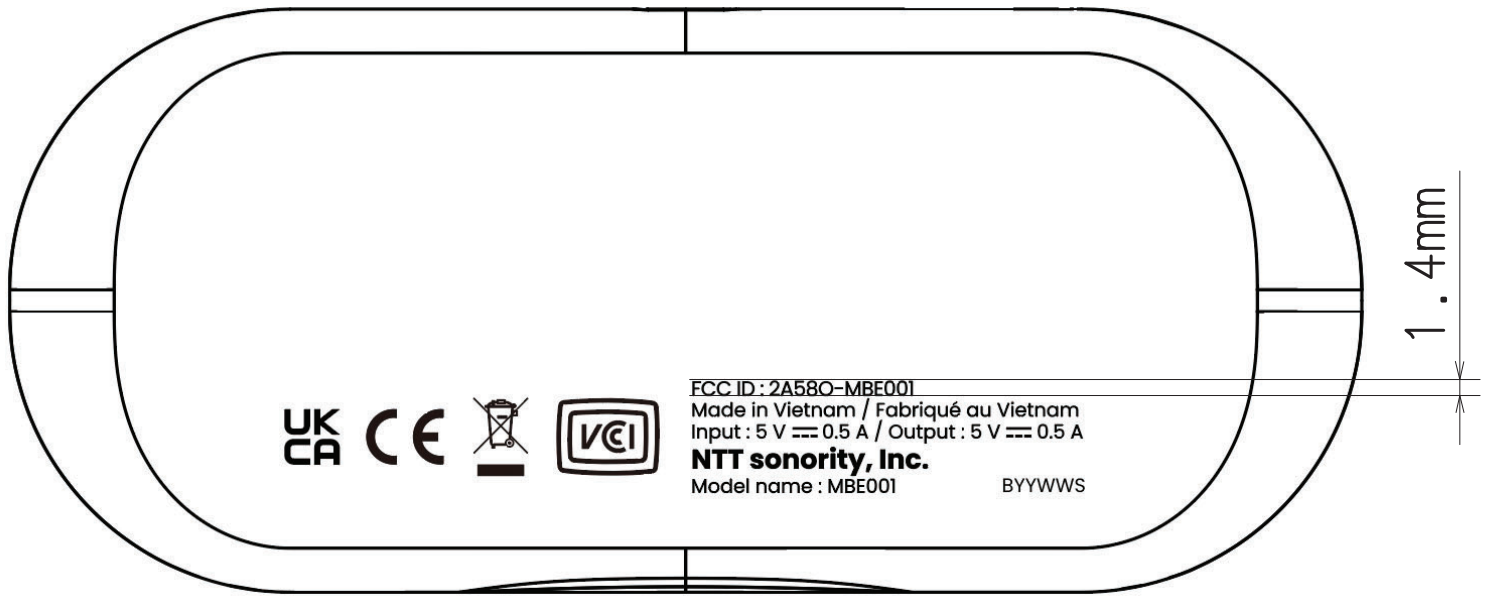 1.4mm
FCC ID : 2A58O-MBE001
Made in Vietnam / Fabriqué au Vietnam
Input : 5 V ⎓ 0.5 A / Output : 5 V ⎓ 0.5 A
NTT sonority, Inc.
Model name : MBE001 BYYWWS
UK
CA
CE
VCCI